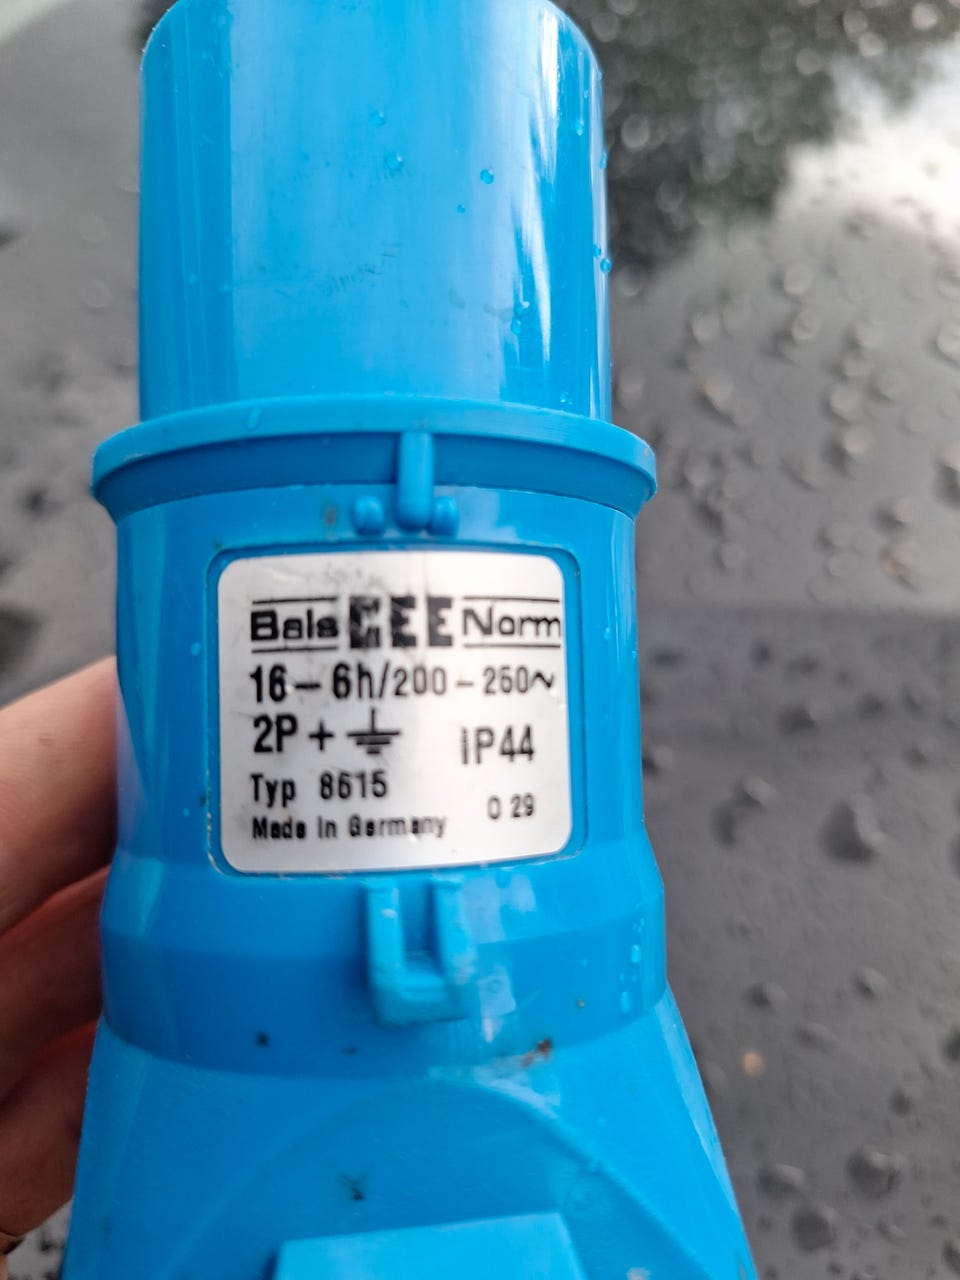 Bals CEE Norm
16-6h/200-250~
2P+⏚ IP44
Typ 8615
Made in Germany 0 29